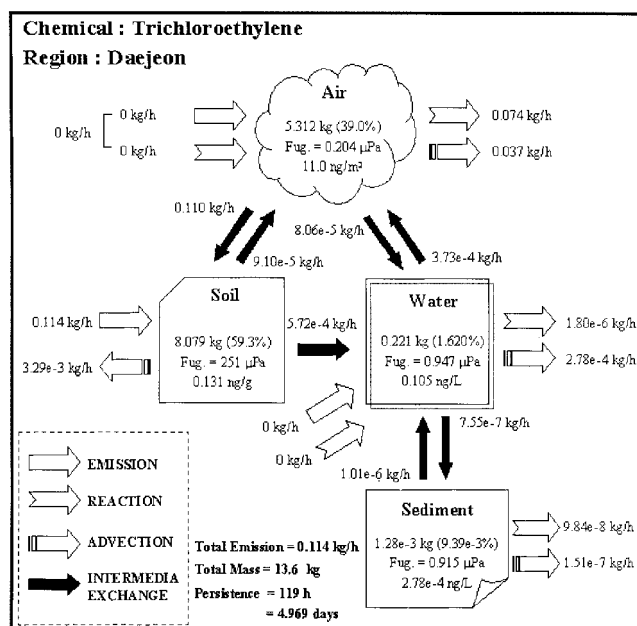 Chemical : Trichloroethylene
Region : Daejeon
Air
5.312 kg (39.0%)
Fug. = 0.204 μPa
11.0 ng/m³
0 kg/h
0 kg/h
0 kg/h
0.074 kg/h
0.037 kg/h
0.110 kg/h
9.10e-5 kg/h
8.06e-5 kg/h
3.73e-4 kg/h
Soil
8.079 kg (59.3%)
Fug. = 251 μPa
0.131 ng/g
0.114 kg/h
3.29e-3 kg/h
5.72e-4 kg/h
Water
0.221 kg (1.620%)
Fug. = 0.947 μPa
0.105 ng/L
1.80e-6 kg/h
2.78e-4 kg/h
0 kg/h
0 kg/h
7.55e-7 kg/h
1.01e-6 kg/h
Sediment
1.28e-3 kg (9.39e-3%)
Fug. = 0.915 μPa
2.78e-4 ng/L
9.84e-8 kg/h
1.51e-7 kg/h
EMISSION
REACTION
ADVECTION
INTERMEDIA
EXCHANGE
Total Emission = 0.114 kg/h
Total Mass = 13.6 kg
Persistence = 119 h
= 4.969 days